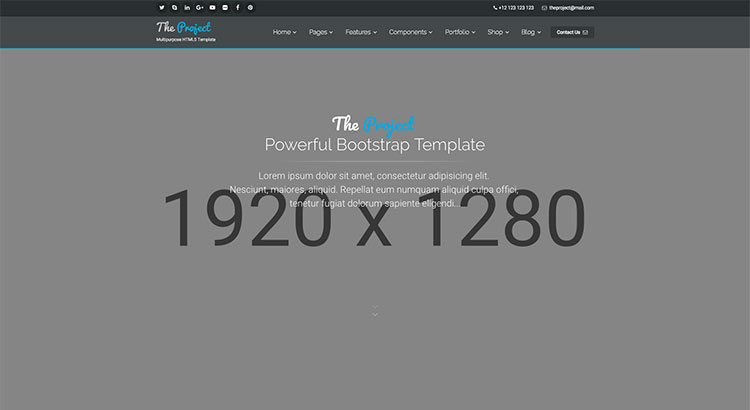 +12 123 123 123 theproject@mail.com
The Project
Multipurpose HTML5 Template
Home Pages Features Components Portfolio Shop Blog Contact Us
The Project
Powerful Bootstrap Template
Lorem ipsum dolor sit amet, consectetur adipisicing elit.
Nesciunt, maiores, aliquid. Repellat eum numquam aliquid culpa offici,
tenetur fugiat dolorum sapiente eligendi...
1920 x 1280